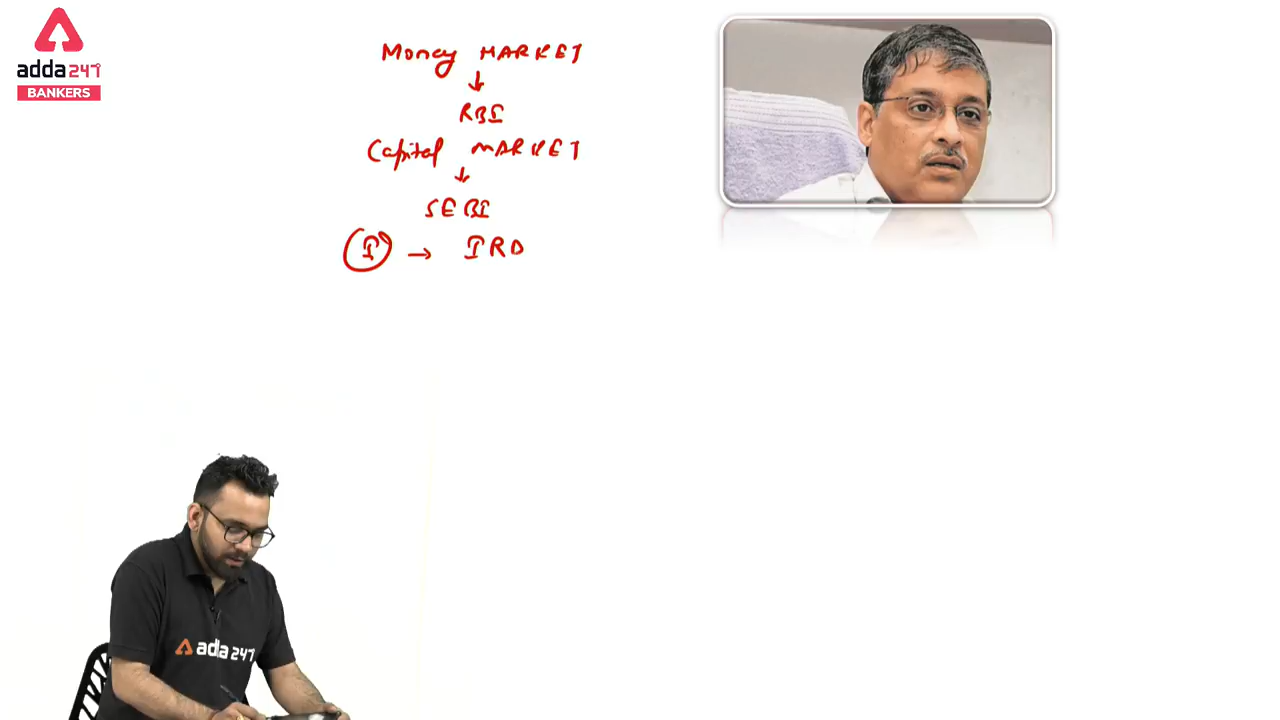 adda247
BANKERS
Money MARKET
↓
RBI
Capital MARKET
↓
SEBI
I → IRD
adda247